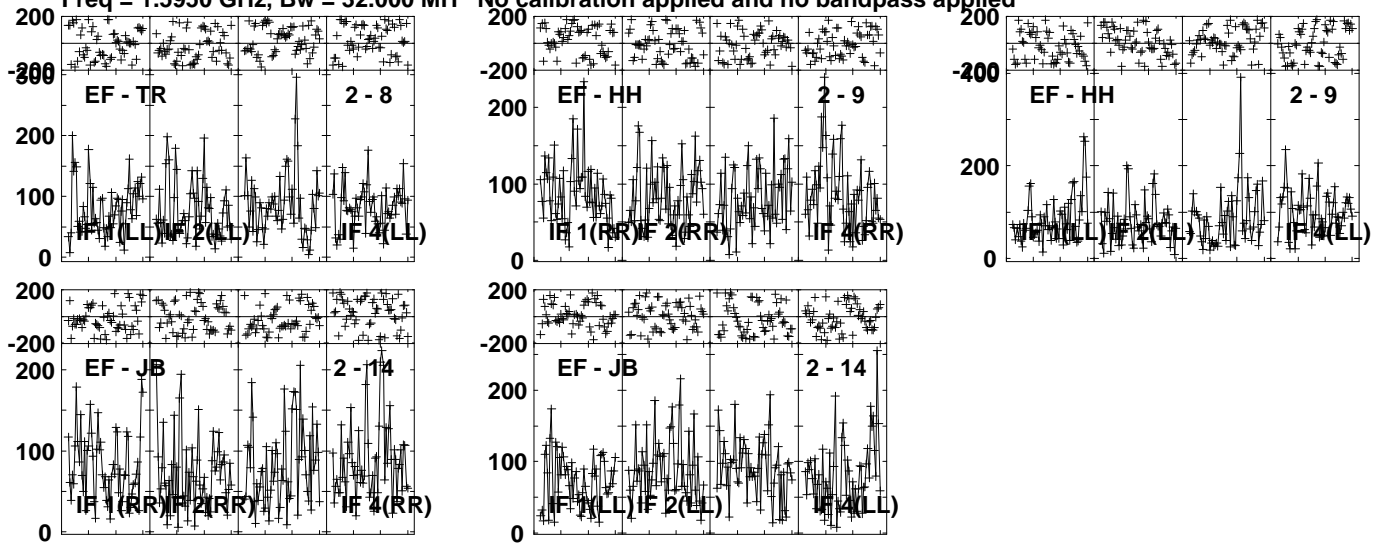 Freq = 1.5950 GHz, Bw = 32.000 MH No calibration applied and no bandpass applied
200 200 200
-200 -200 -200
300 400
EF - TR 2 - 8 EF - HH 2 - 9 EF - HH 2 - 9
200 200 200
100 100
IF 1(LL) IF 2(LL) IF 4(LL) IF 1(RR) IF 2(RR) IF 4(RR) IF 1(LL) IF 2(LL) IF 4(LL)
0 0 0
200 200
-200 -200
EF - JB 2 - 14 EF - JB 2 - 14
200 200
100 100
IF 1(RR) IF 2(RR) IF 4(RR) IF 1(LL) IF 2(LL) IF 4(LL)
0 0